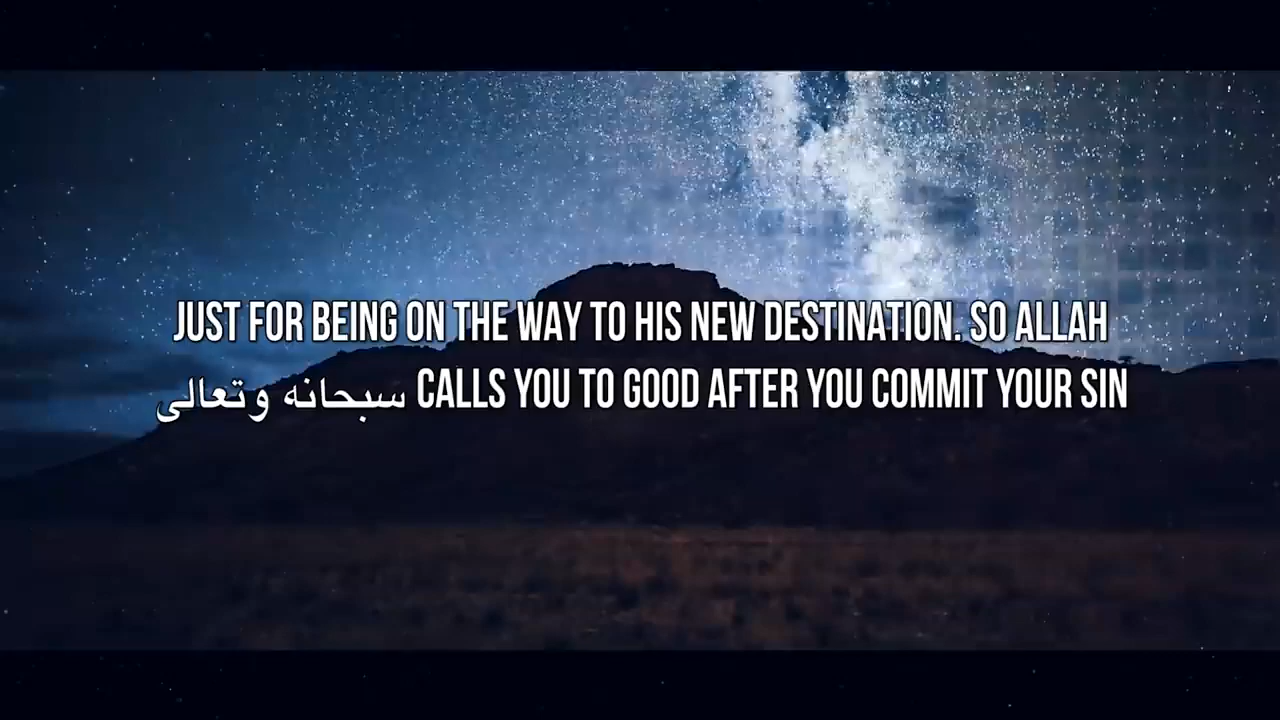 JUST FOR BEING ON THE WAY TO HIS NEW DESTINATION. SO ALLAH
سبحانه وتعالى CALLS YOU TO GOOD AFTER YOU COMMIT YOUR SIN